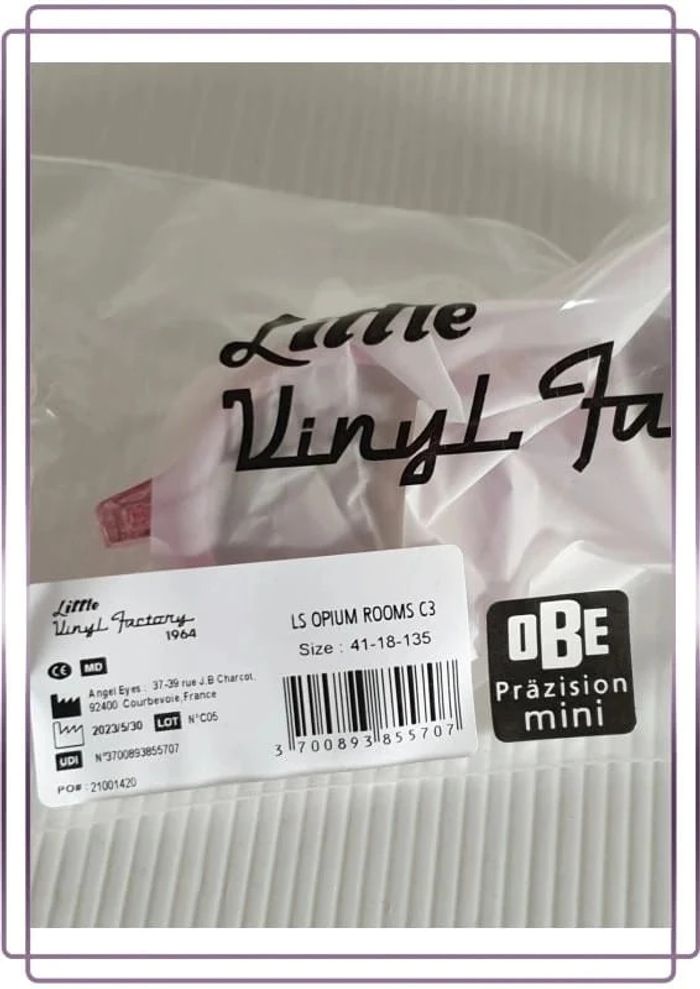 Little
Vinyl Fa
Little
Vinyl Factory
1964
LS OPIUM ROOMS C3
Size : 41-18-135
CE MD
Angel Eyes : 37-39 rue J.B Charcot,
92400 Courbevoie,France
2023/5/30 LOT N°C05
UDI N°3700893855707
PO# : 21001420
3 700893 855707
OBE
Präzision
mini